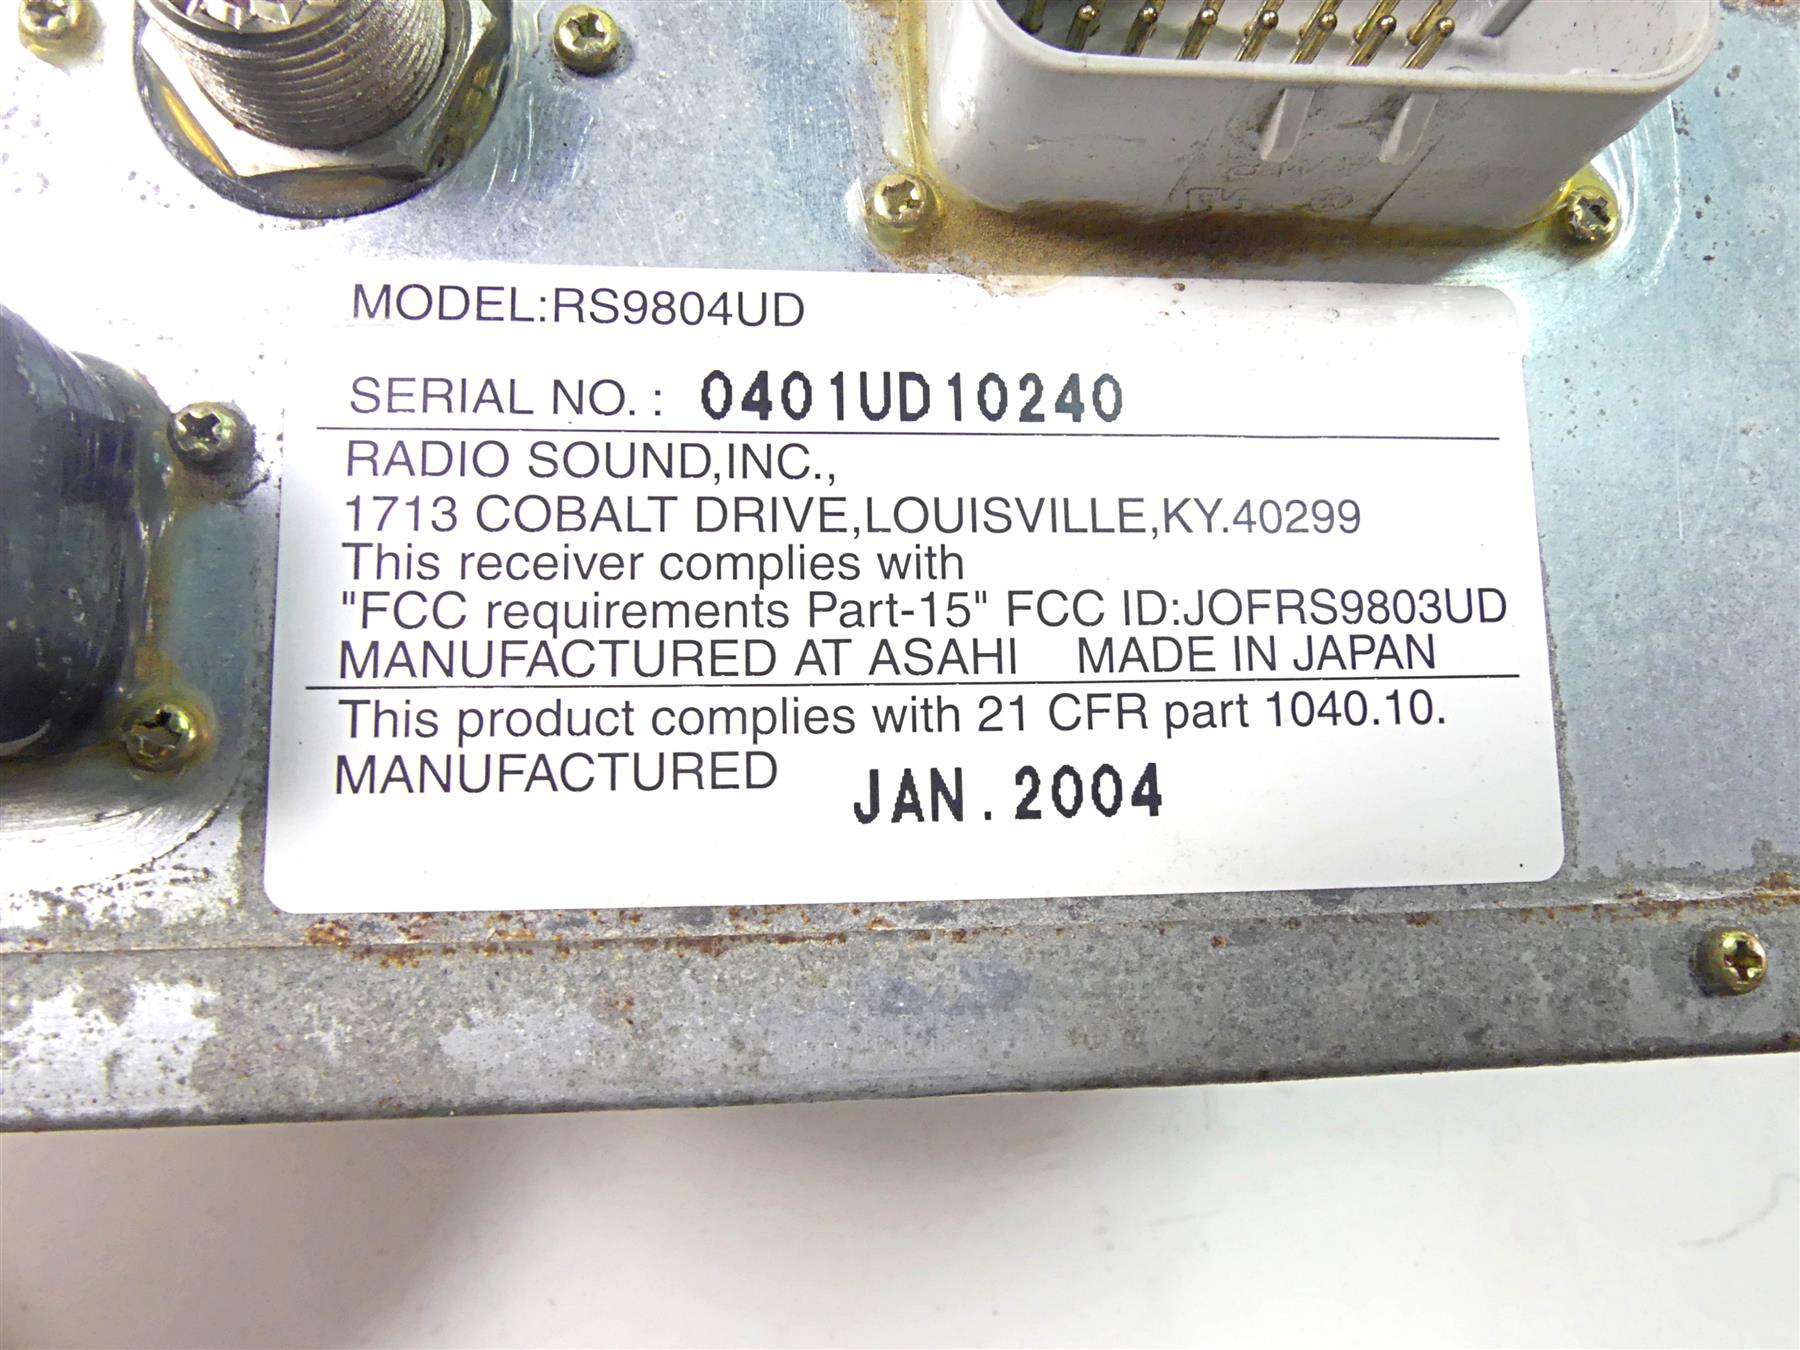 MODEL:RS9804UD
SERIAL NO. : 0401UD10240
RADIO SOUND,INC.,
1713 COBALT DRIVE,LOUISVILLE,KY.40299
This receiver complies with
"FCC requirements Part-15" FCC ID:JOFRS9803UD
MANUFACTURED AT ASAHI MADE IN JAPAN
This product complies with 21 CFR part 1040.10.
MANUFACTURED JAN. 2004